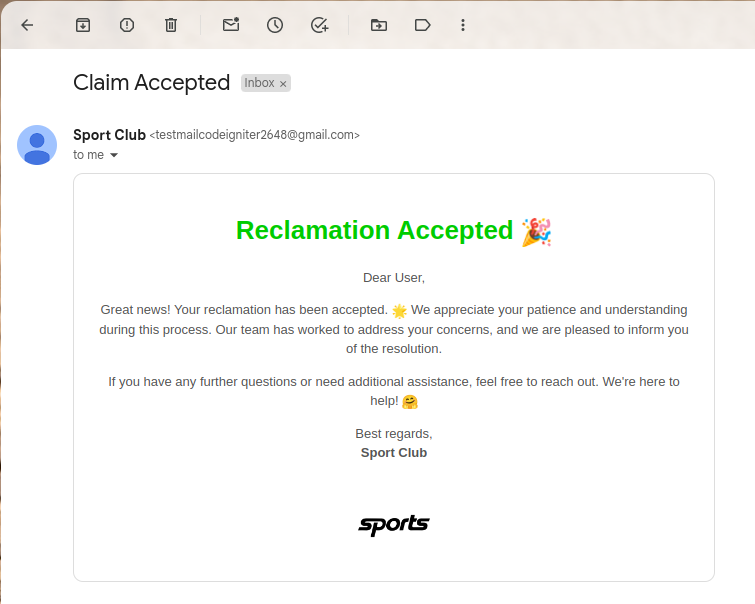 Claim Accepted Inbox ×
Sport Club <testmailcodeigniter2648@gmail.com>
to me
Reclamation Accepted 🎉
Dear User,
Great news! Your reclamation has been accepted. 🌟 We appreciate your patience and understanding
during this process. Our team has worked to address your concerns, and we are pleased to inform you
of the resolution.
If you have any further questions or need additional assistance, feel free to reach out. We're here to
help! 🤗
Best regards,
Sport Club
sports